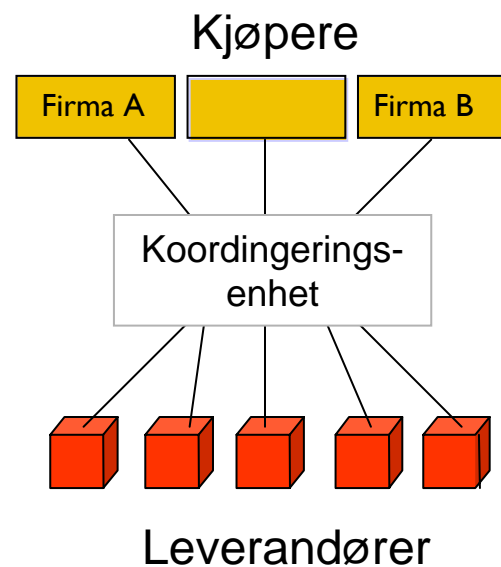 Kjøpere
Firma A
Firma B
Koordingerings-
enhet
Leverandører